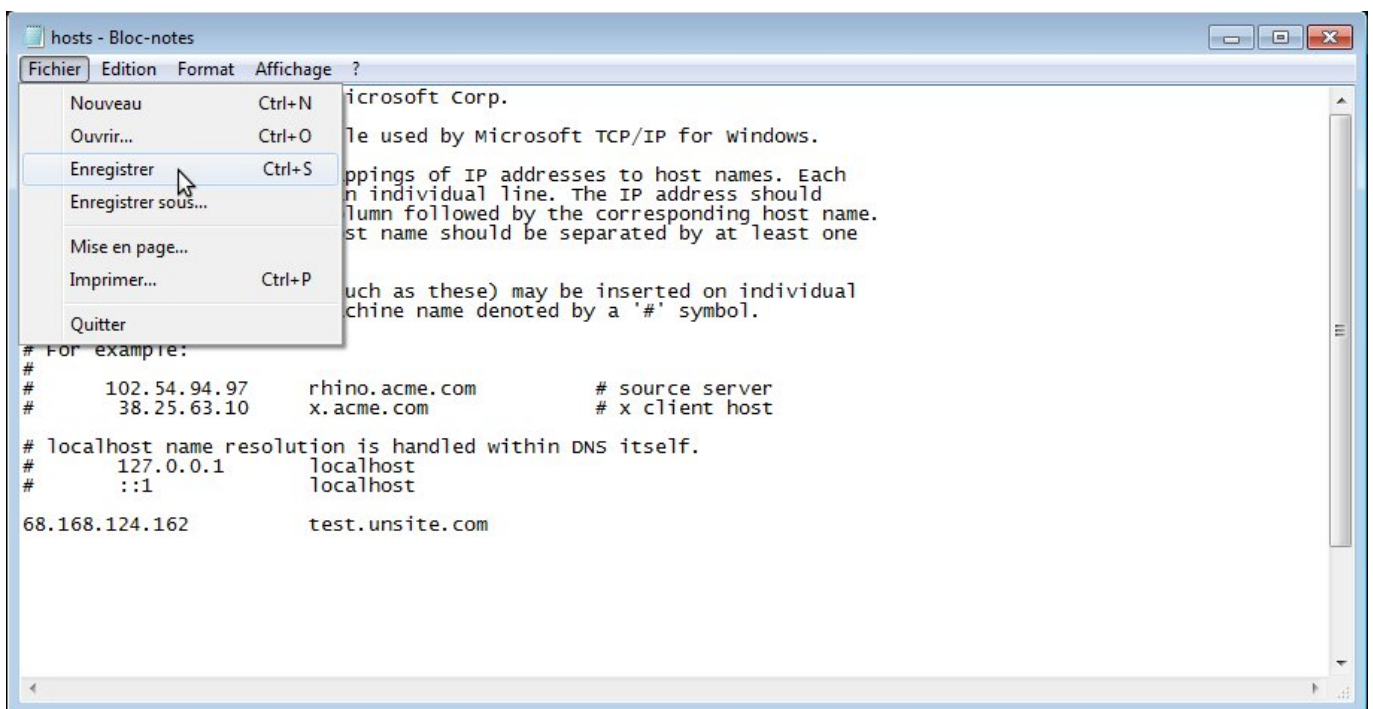 hosts - Bloc-notes
Fichier Edition Format Affichage ?
Nouveau Ctrl+N
Ouvrir... Ctrl+O
Enregistrer Ctrl+S
Enregistrer sous...
Mise en page...
Imprimer... Ctrl+P
Quitter
icrosoft Corp.
le used by Microsoft TCP/IP for Windows.
ppings of IP addresses to host names. Each
n individual line. The IP address should
lumn followed by the corresponding host name.
st name should be separated by at least one
uch as these) may be inserted on individual
chine name denoted by a '#' symbol.
# For example:
#
# 102.54.94.97 rhino.acme.com # source server
# 38.25.63.10 x.acme.com # x client host
# localhost name resolution is handled within DNS itself.
# 127.0.0.1 localhost
# ::1 localhost
68.168.124.162 test.unsite.com